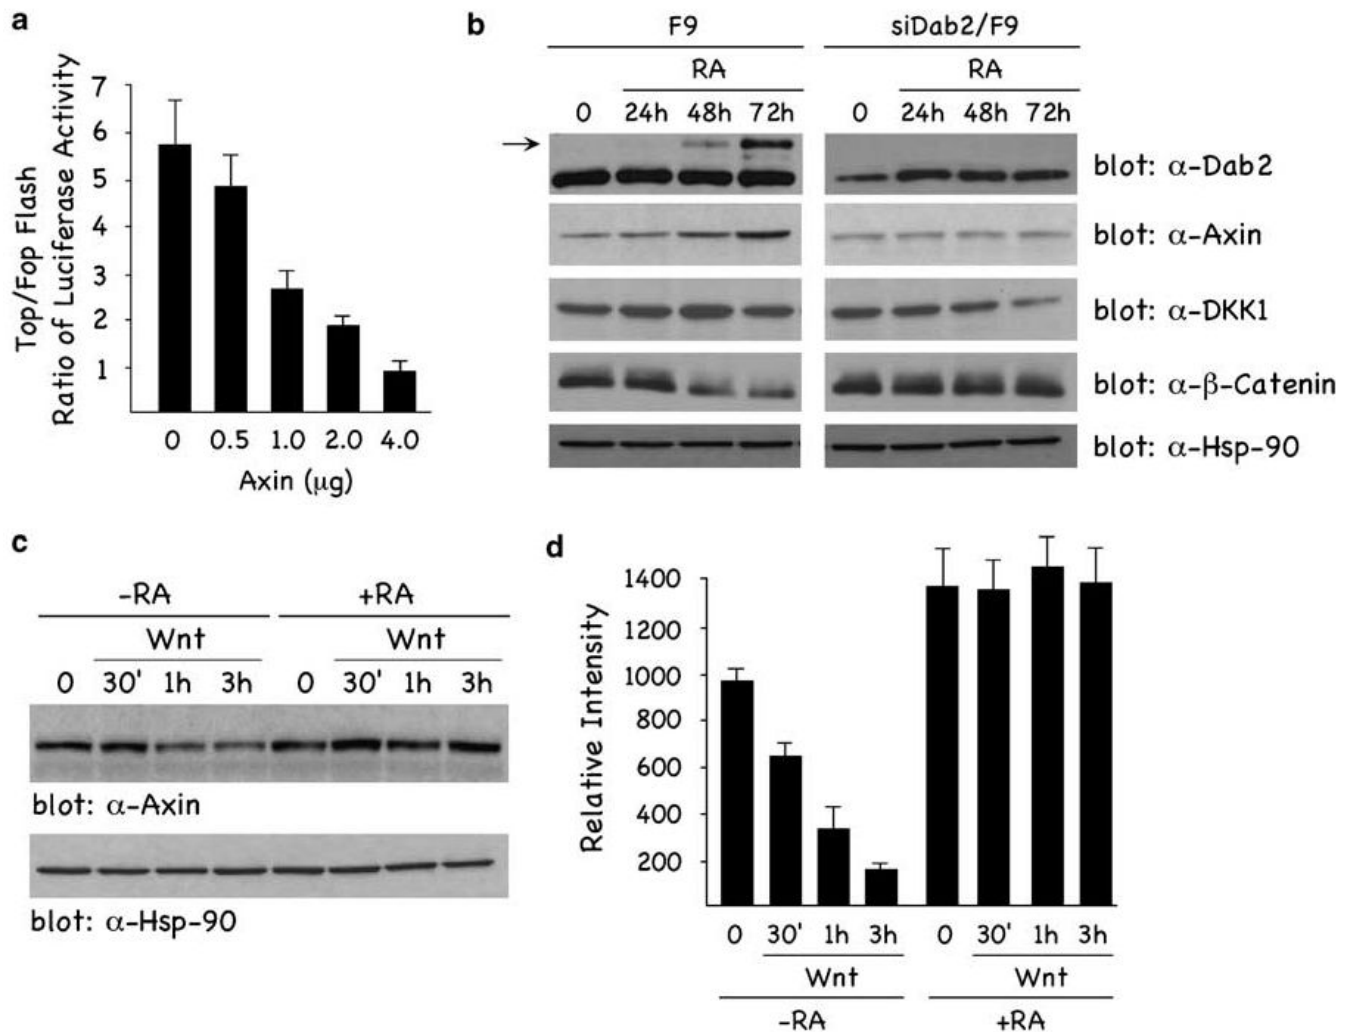 a
Top/Fop Flash
Ratio of Luciferase Activity
7
6
5
4
3
2
1
0 0.5 1.0 2.0 4.0
Axin (μg)
b
F9 siDab2/F9
RA RA
0 24h 48h 72h 0 24h 48h 72h
blot: α-Dab2
blot: α-Axin
blot: α-DKK1
blot: α-β-Catenin
blot: α-Hsp-90
c
-RA +RA
Wnt Wnt
0 30' 1h 3h 0 30' 1h 3h
blot: α-Axin
blot: α-Hsp-90
d
Relative Intensity
1400
1200
1000
800
600
400
200
0 30' 1h 3h 0 30' 1h 3h
Wnt Wnt
-RA +RA